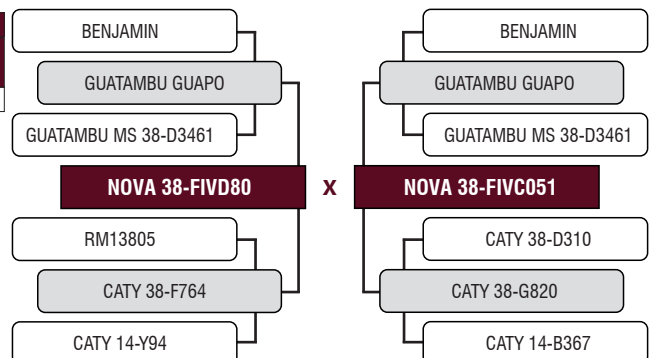 BENJAMIN
GUATAMBU GUAPO
GUATAMBU MS 38-D3461
NOVA 38-FIVD80
RM13805
CATY 38-F764
CATY 14-Y94
X
BENJAMIN
GUATAMBU GUAPO
GUATAMBU MS 38-D3461
NOVA 38-FIVC051
CATY 38-D310
CATY 38-G820
CATY 14-B367